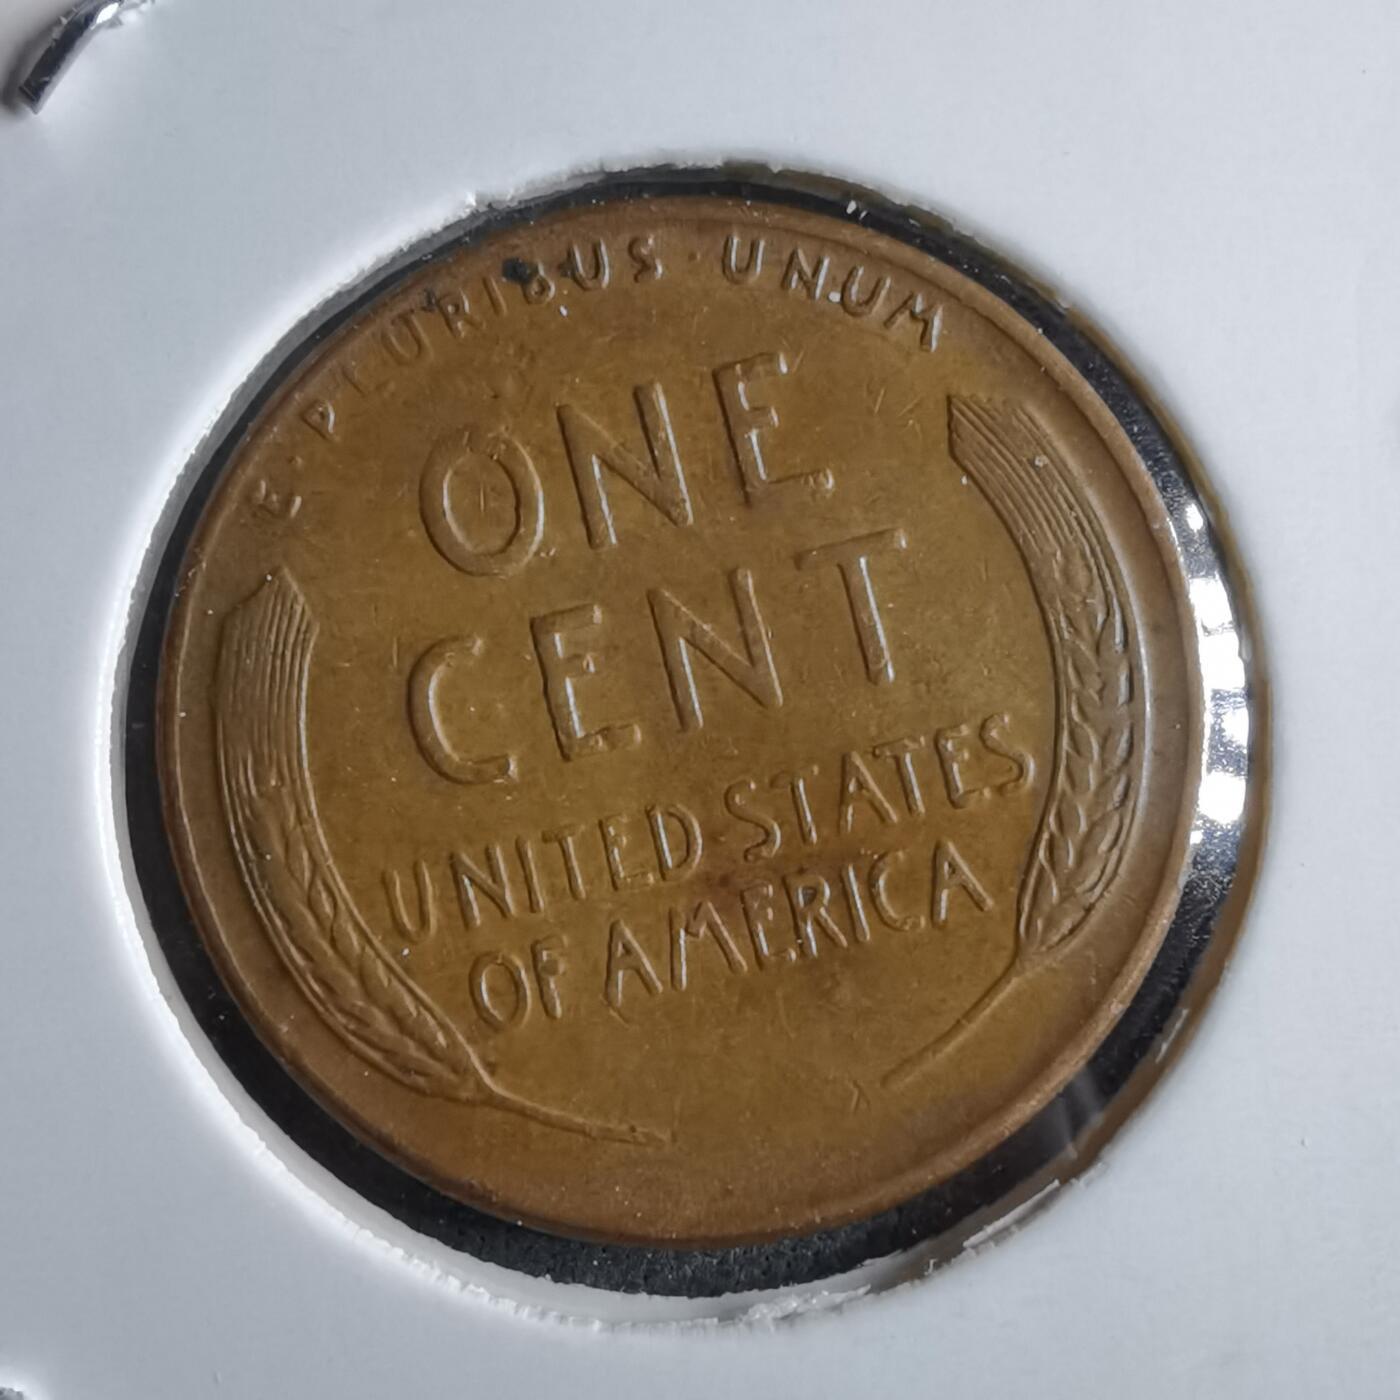 E·PLURIBUS·UNUM
ONE
CENT
UNITED·STATES
OF AMERICA